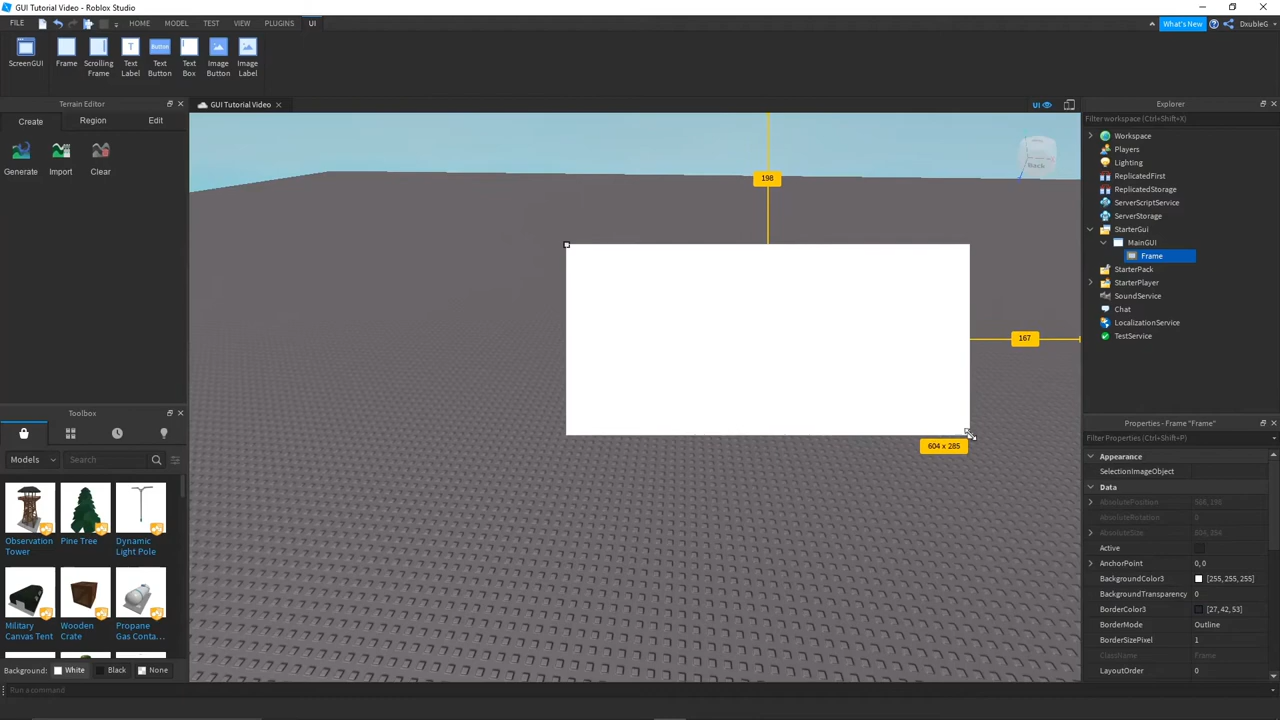 GUI Tutorial Video - Roblox Studio
FILE HOME MODEL TEST VIEW PLUGINS UI What's New DxubleG
ScreenGUI Frame Scrolling Frame Text Label Button Text Button Text Box Image Button Image Label
Terrain Editor
Create Region Edit
Generate Import Clear
GUI Tutorial Video
UI
Back
198
167
604 x 285
Toolbox
Models Search
Observation Tower
Pine Tree
Dynamic Light Pole
Military Canvas Tent
Wooden Crate
Propane Gas Conta...
Background: White Black None
Run a command
Explorer
Filter workspace (Ctrl+Shift+X)
Workspace
Players
Lighting
ReplicatedFirst
ReplicatedStorage
ServerScriptService
ServerStorage
StarterGui
MainGUI
Frame
StarterPack
StarterPlayer
SoundService
Chat
LocalizationService
TestService
Properties - Frame "Frame"
Filter Properties (Ctrl+Shift+P)
Appearance
SelectionImageObject
Data
AbsolutePosition
AbsoluteRotation 0
AbsoluteSize
Active
AnchorPoint 0, 0
BackgroundColor3 [255, 255, 255]
BackgroundTransparency 0
BorderColor3 [27, 42, 53]
BorderMode Outline
BorderSizePixel 1
ClassName Frame
LayoutOrder 0